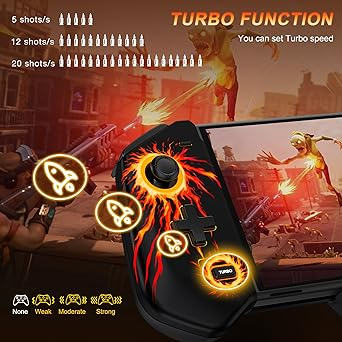 TURBO FUNCTION
You can set Turbo speed
5 shots/s
12 shots/s
20 shots/s
TURBO
None Weak Moderate Strong